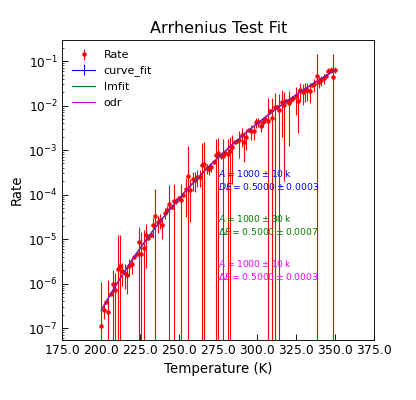 Arrhenius Test Fit
Rate
curve_fit
lmfit
odr
10⁻¹
10⁻²
10⁻³
10⁻⁴
10⁻⁵
10⁻⁶
10⁻⁷
Rate
A = 1000 ± 10 k
DE = 0.5000 ± 0.0003
A = 1000 ± 30 k
ΔE = 0.5000 ± 0.0007
A = 1000 ± 10 k
ΔE = 0.5000 ± 0.0003
175.0 200.0 225.0 250.0 275.0 300.0 325.0 350.0 375.0
Temperature (K)